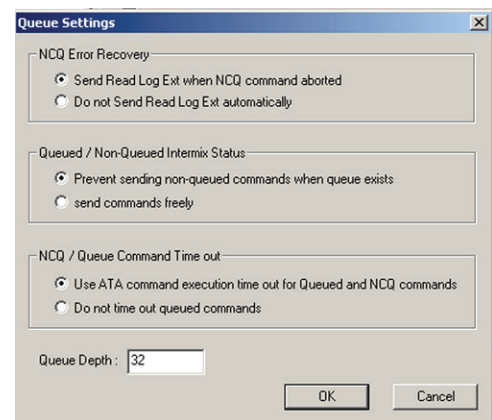 Queue Settings
NCQ Error Recovery
Send Read Log Ext when NCQ command aborted
Do not Send Read Log Ext automatically
Queued / Non-Queued Intermix Status
Prevent sending non-queued commands when queue exists
send commands freely
NCQ / Queue Command Time out
Use ATA command execution time out for Queued and NCQ commands
Do not time out queued commands
Queue Depth : 32
OK Cancel